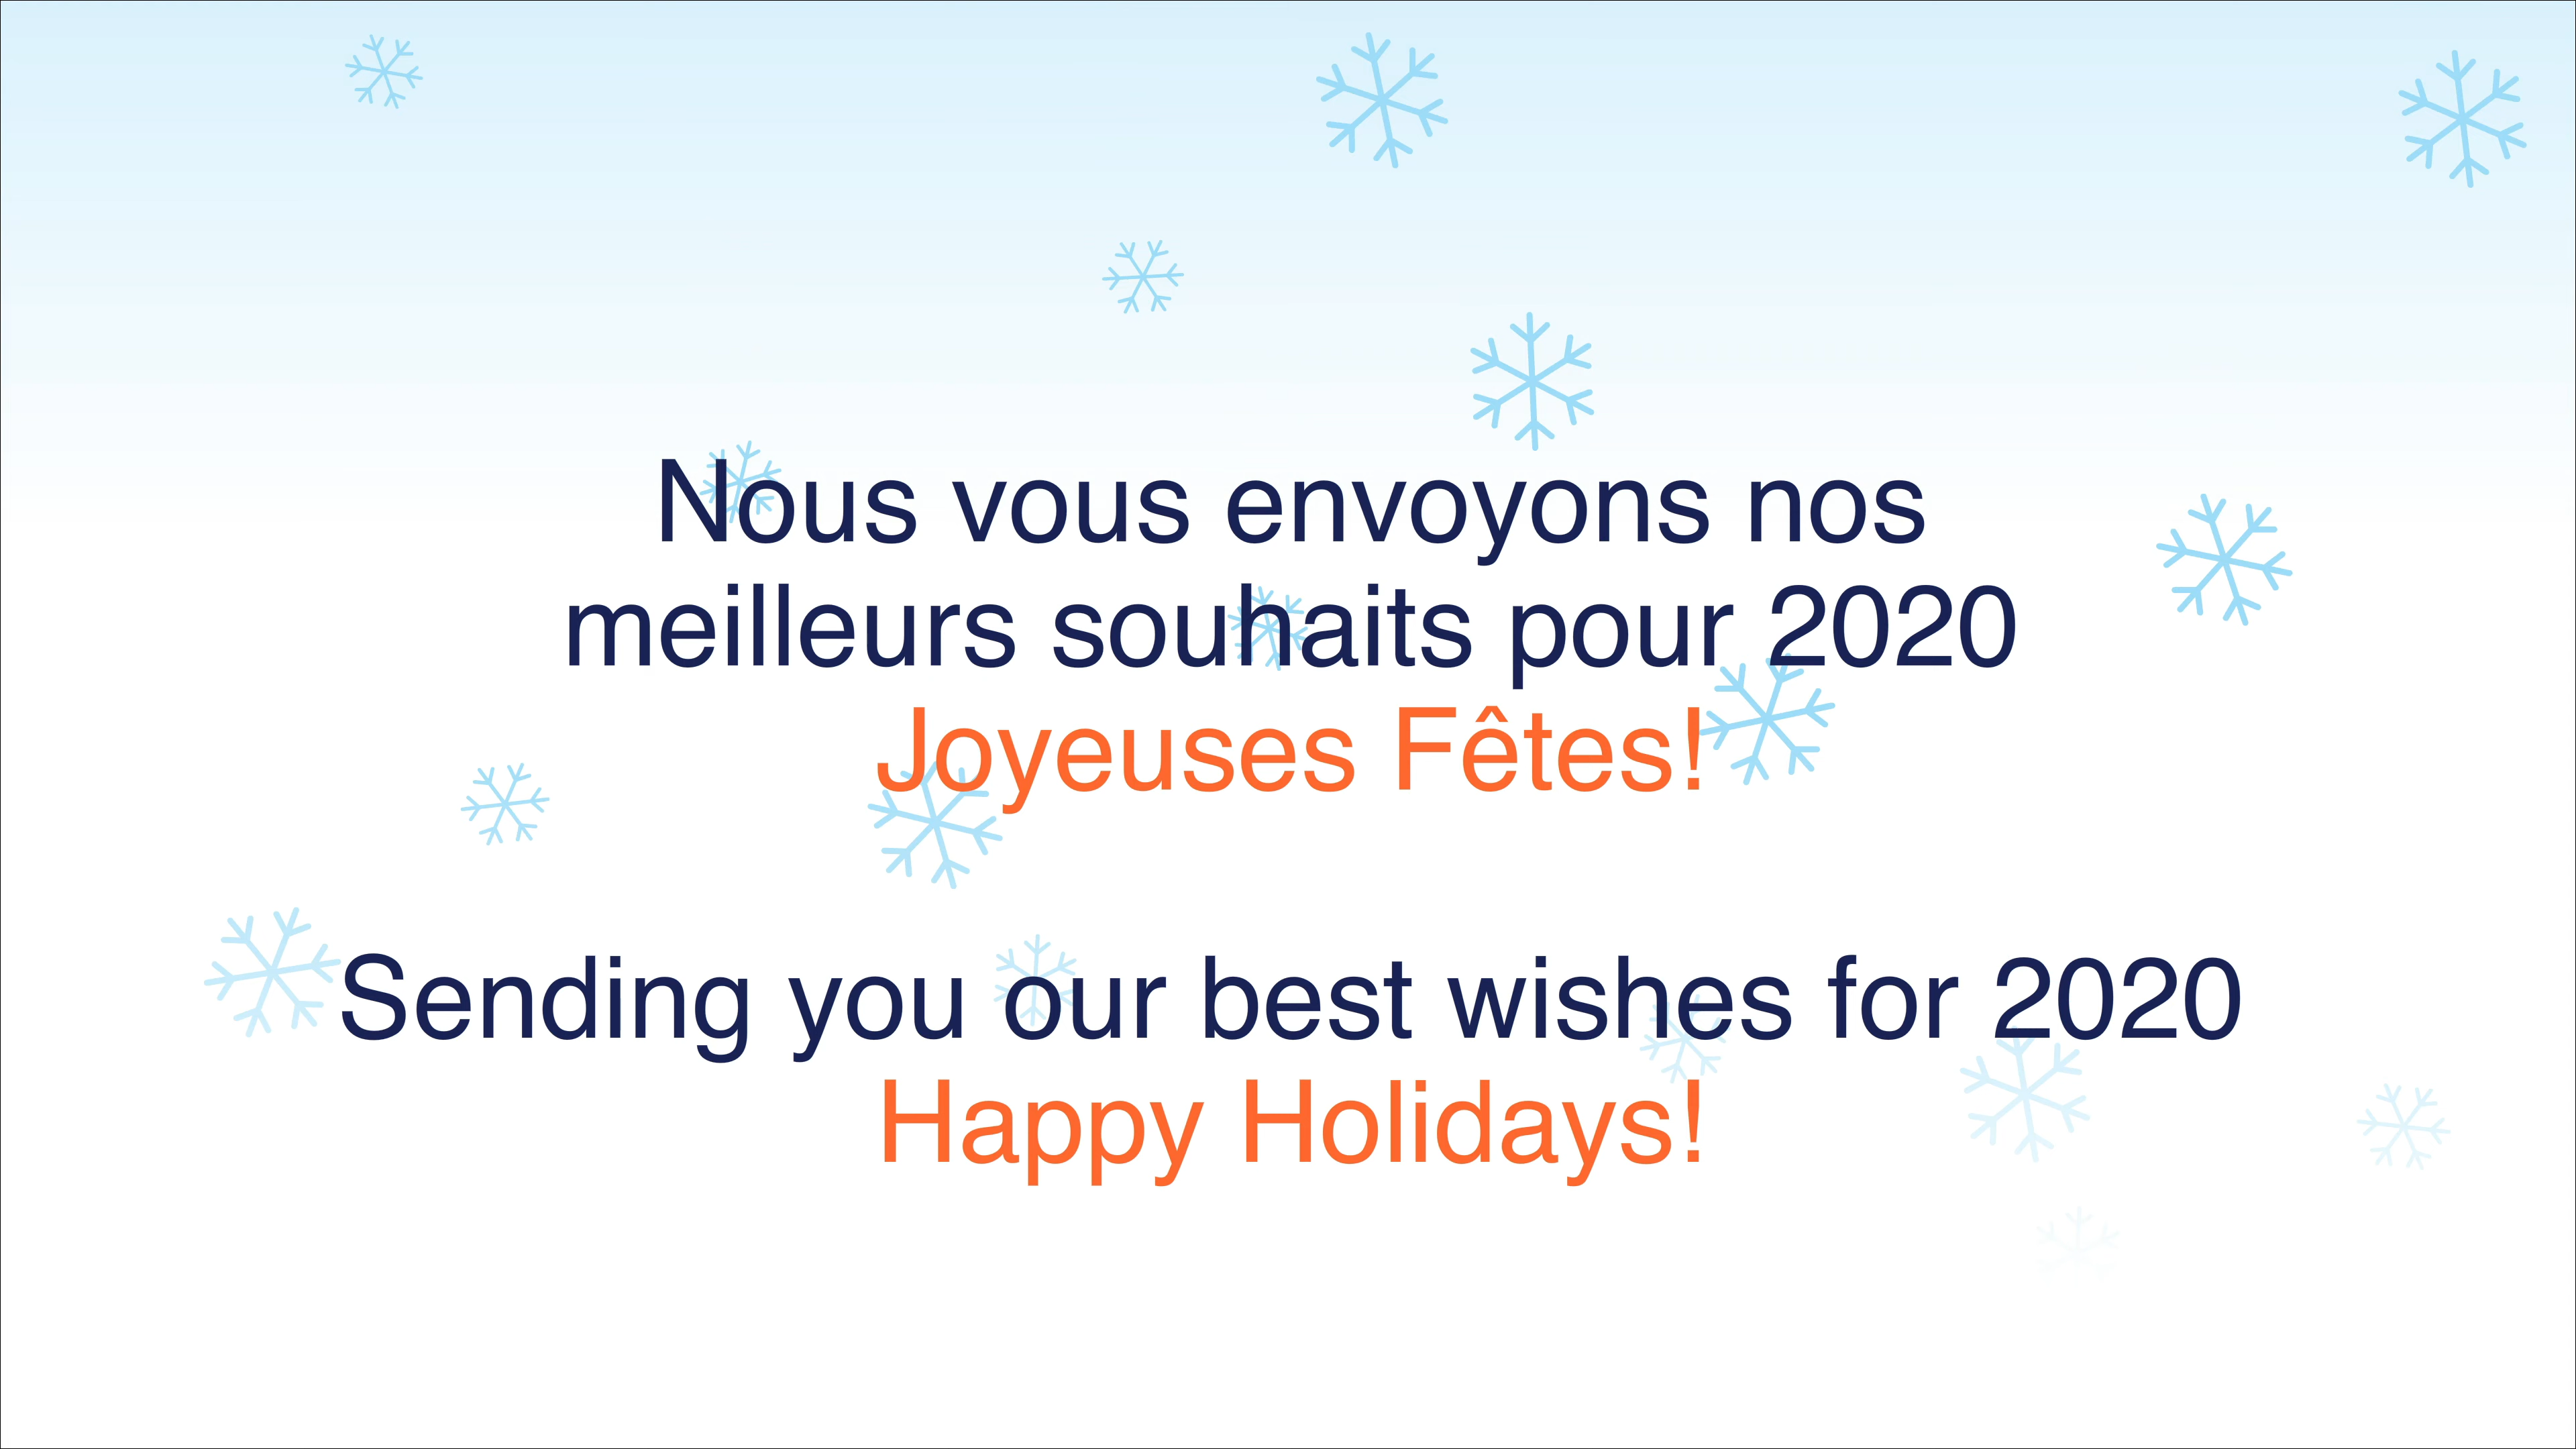 Nous vous envoyons nos
meilleurs souhaits pour 2020
Joyeuses Fêtes!
Sending you our best wishes for 2020
Happy Holidays!